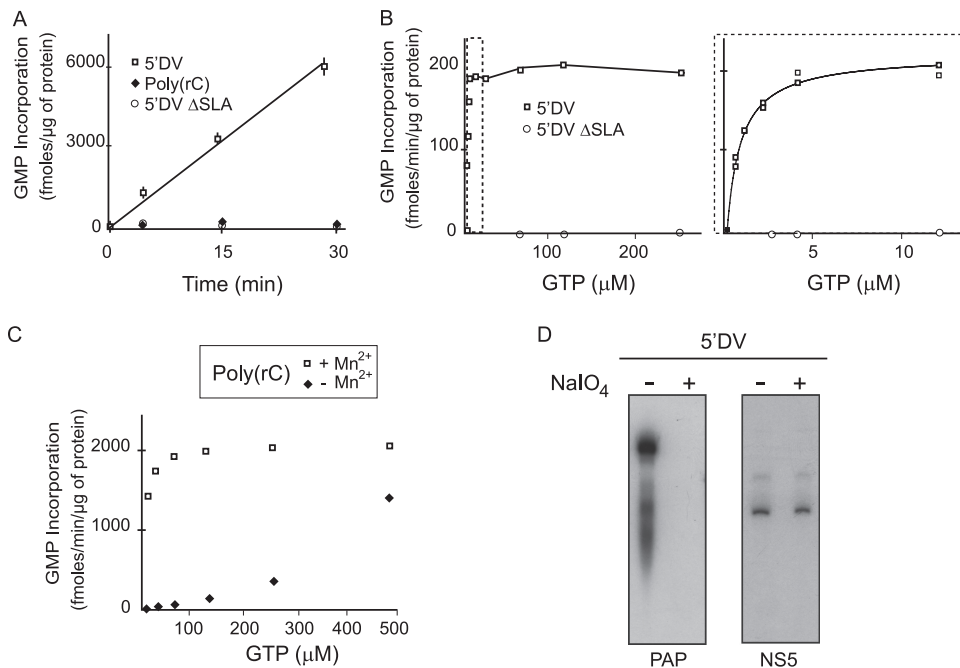 A
GMP Incorporation
(fmoles/µg of protein)
6000
3000
0
5'DV
Poly(rC)
5'DV ΔSLA
0
15
30
Time (min)
B
GMP Incorporation
(fmoles/min/µg of protein)
200
100
0
5'DV
5'DV ΔSLA
100
200
GTP (µM)
5
10
GTP (µM)
C
Poly(rC)
+ Mn2+
- Mn2+
GMP Incorporation
(fmoles/min/µg of protein)
2000
1000
0
100
200
300
400
500
GTP (µM)
D
5'DV
NaIO4
- +
- +
PAP
NS5